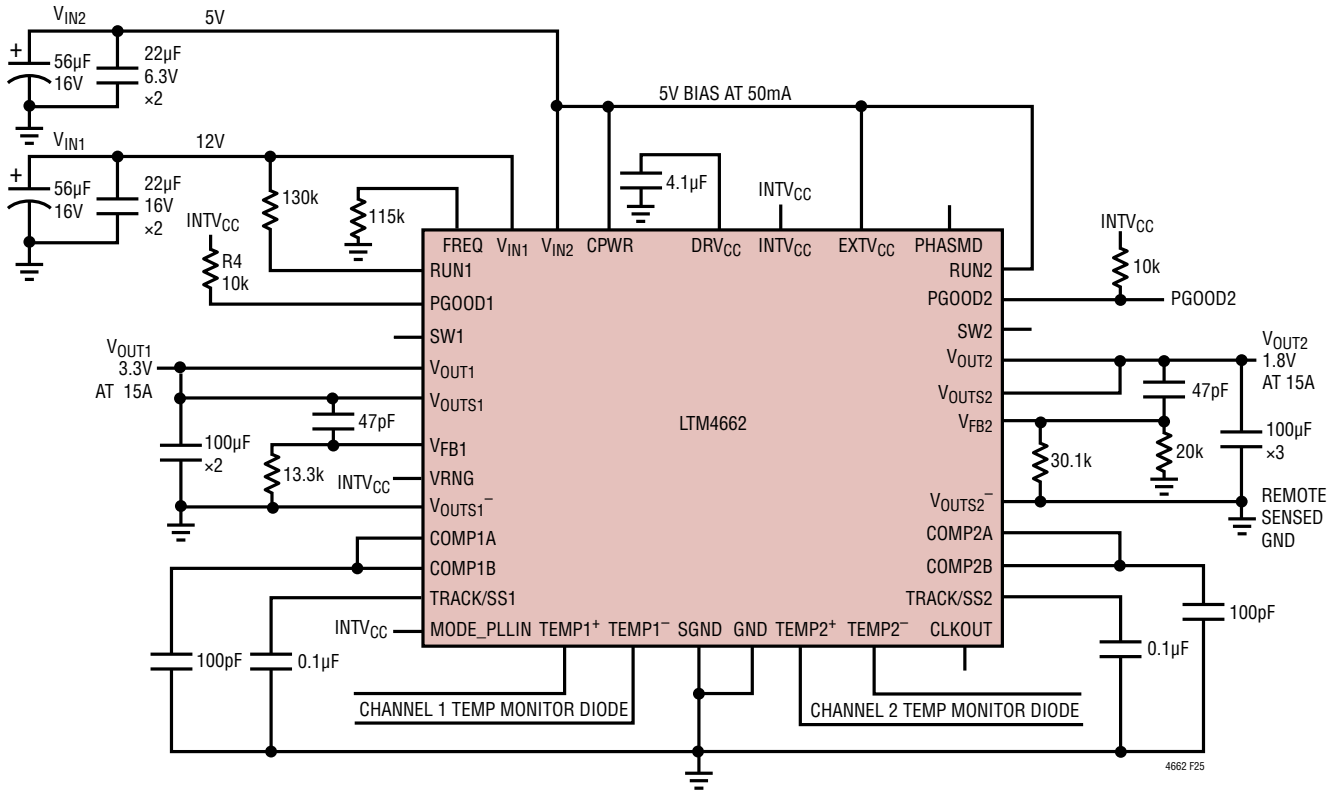 VIN2
5V
+
56µF
16V
22µF
6.3V
×2
5V BIAS AT 50mA
VIN1
12V
+
56µF
16V
22µF
16V
×2
130k
115k
4.1µF
INTVCC
INTVCC
R4
10k
INTVCC
10k
FREQ
VIN1
VIN2
CPWR
DRVCC
INTVCC
EXTVCC
PHASMD
RUN1
RUN2
PGOOD1
PGOOD2
PGOOD2
SW1
SW2
VOUT1
3.3V
AT 15A
VOUT1
VOUT2
VOUT2
1.8V
AT 15A
VOUTS1
VOUTS2
47pF
47pF
LTM4662
100µF
×2
13.3k
VFB1
VFB2
30.1k
20k
100µF
×3
INTVCC
VRNG
VOUTS1–
VOUTS2–
REMOTE
SENSED
GND
COMP1A
COMP2A
COMP1B
COMP2B
TRACK/SS1
TRACK/SS2
100pF
INTVCC
MODE_PLLIN
TEMP1+
TEMP1–
SGND
GND
TEMP2+
TEMP2–
CLKOUT
100pF
0.1µF
0.1µF
CHANNEL 1 TEMP MONITOR DIODE
CHANNEL 2 TEMP MONITOR DIODE
4662 F25